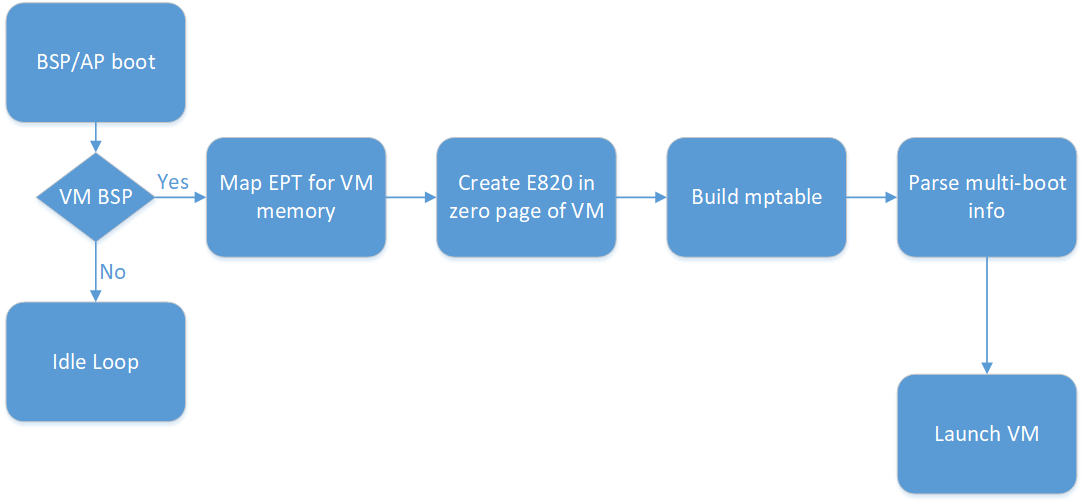 BSP/AP boot
VM BSP
Yes
Map EPT for VM
memory
Create E820 in
zero page of VM
Build mptable
Parse multi-boot
info
No
Idle Loop
Launch VM